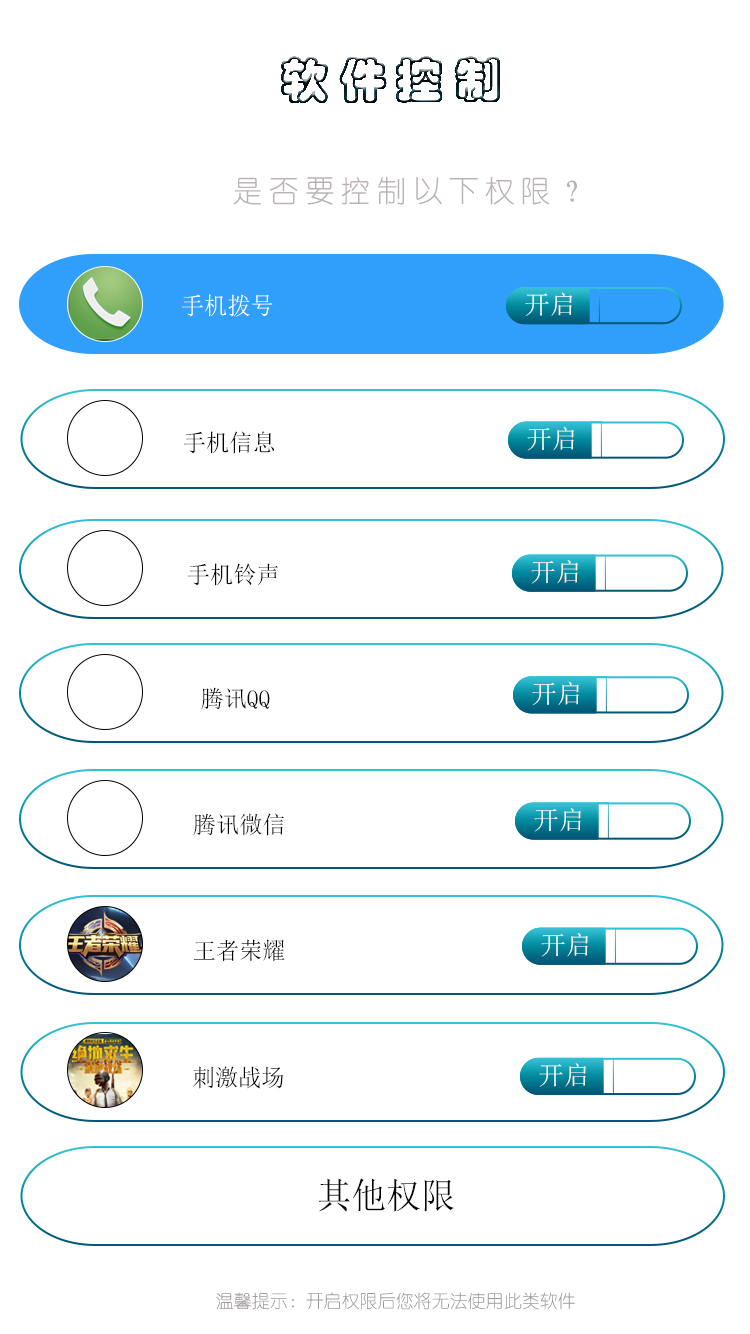 软件控制
是否要控制以下权限？
手机拨号 开启
手机信息 开启
手机铃声 开启
腾讯QQ 开启
腾讯微信 开启
王者荣耀
王者荣耀 开启
绝地求生
刺激战场
刺激战场 开启
其他权限
温馨提示：开启权限后您将无法使用此类软件